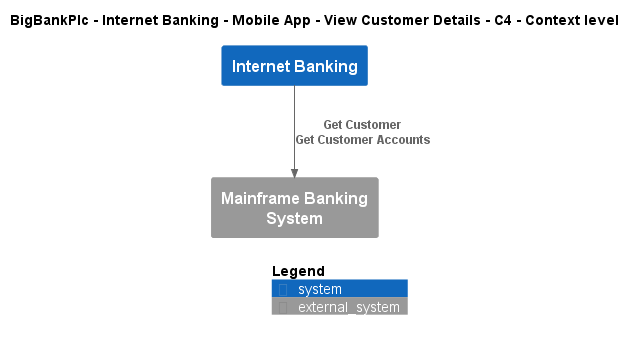 BigBankPlc - Internet Banking - Mobile App - View Customer Details - C4 - Context level
Internet Banking
Get Customer
Get Customer Accounts
Mainframe Banking
System
Legend
system
external_system